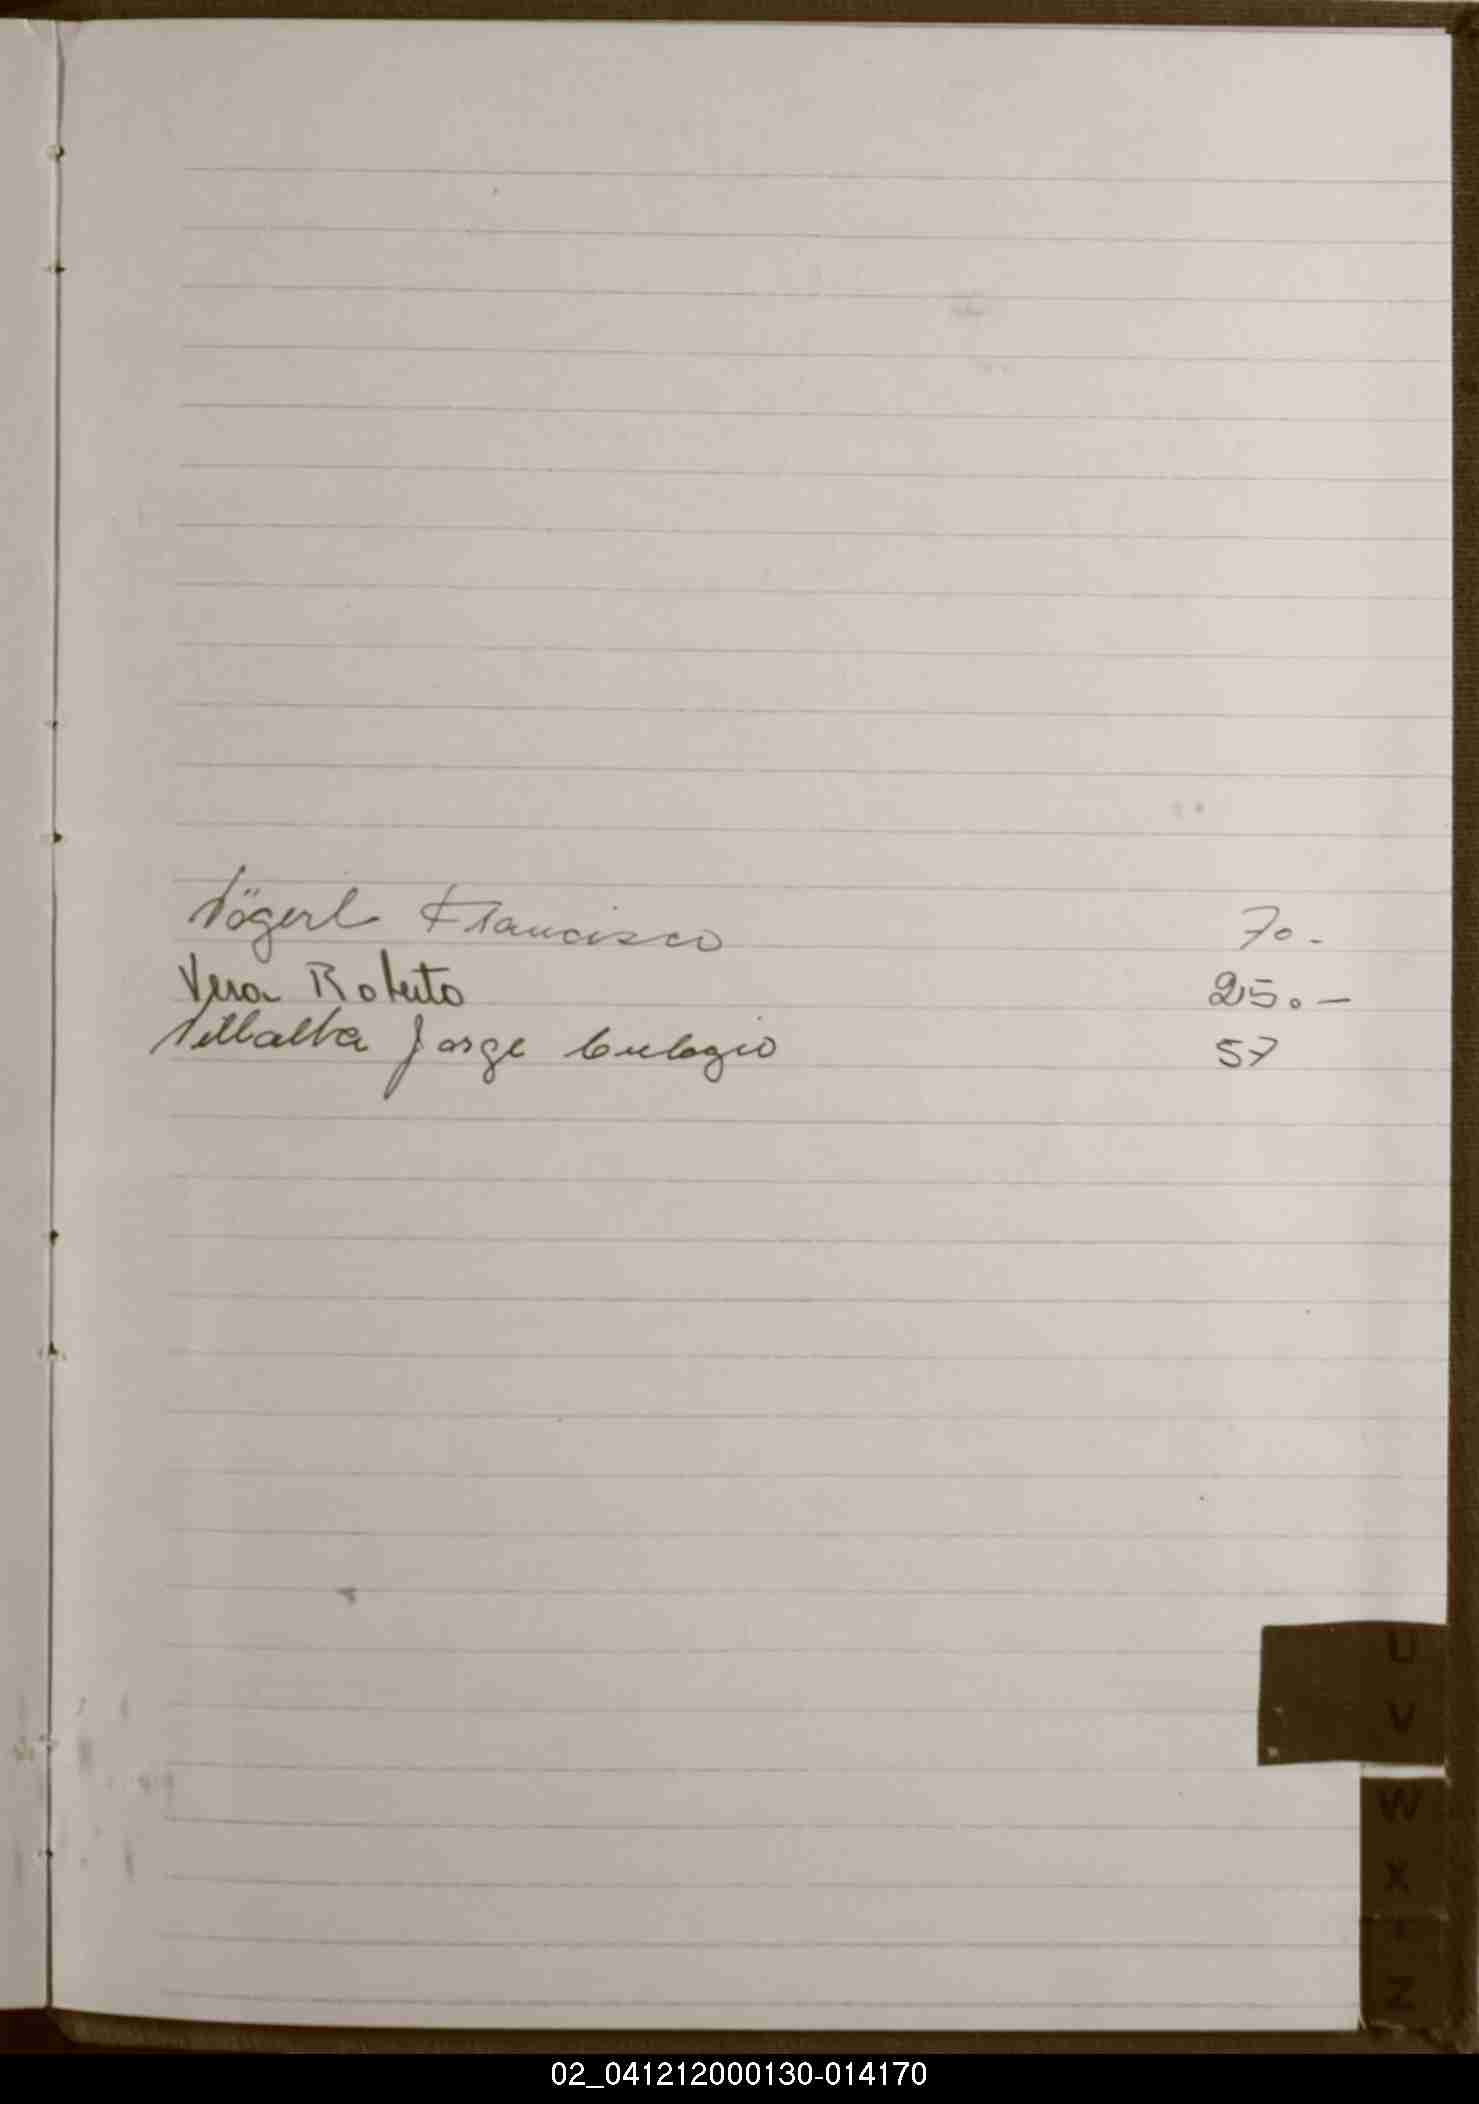 Vögerl Francisco 70.
Vera Roberto 25.-
Villalba Jorge Eulogio 57
U
V
W
X
Y
Z
02_041212000130-014170